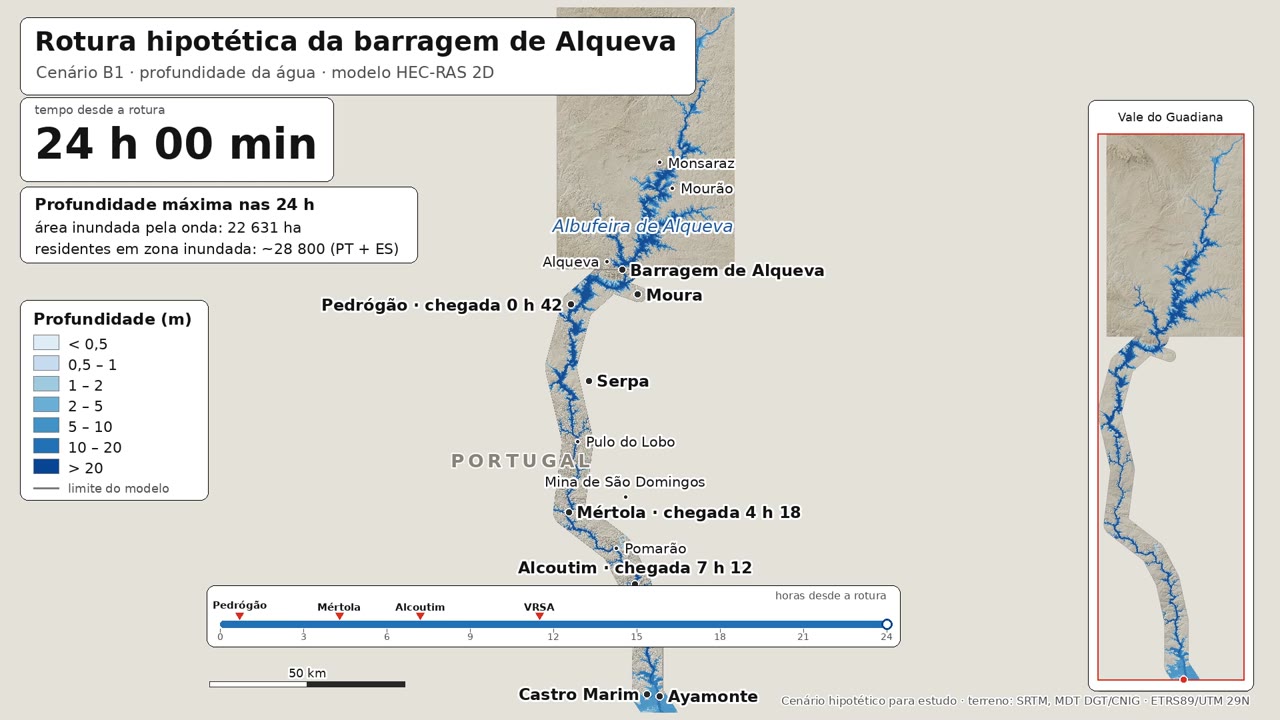 Rotura hipotética da barragem de Alqueva
Cenário B1 · profundidade da água · modelo HEC-RAS 2D
tempo desde a rotura
24 h 00 min
Profundidade máxima nas 24 h
área inundada pela onda: 22 631 ha
residentes em zona inundada: ~28 800 (PT + ES)
Profundidade (m)
< 0,5
0,5 – 1
1 – 2
2 – 5
5 – 10
10 – 20
> 20
limite do modelo
Monsaraz
Mourão
Albufeira de Alqueva
Alqueva
Barragem de Alqueva
Moura
Pedrógão · chegada 0 h 42
Serpa
Pulo do Lobo
PORTUGAL
Mina de São Domingos
Mértola · chegada 4 h 18
Pomarão
Alcoutim · chegada 7 h 12
horas desde a rotura
Pedrógão Mértola Alcoutim VRSA
0 3 6 9 12 15 18 21 24
50 km
Castro Marim Ayamonte
Vale do Guadiana
Cenário hipotético para estudo · terreno: SRTM, MDT DGT/CNIG · ETRS89/UTM 29N